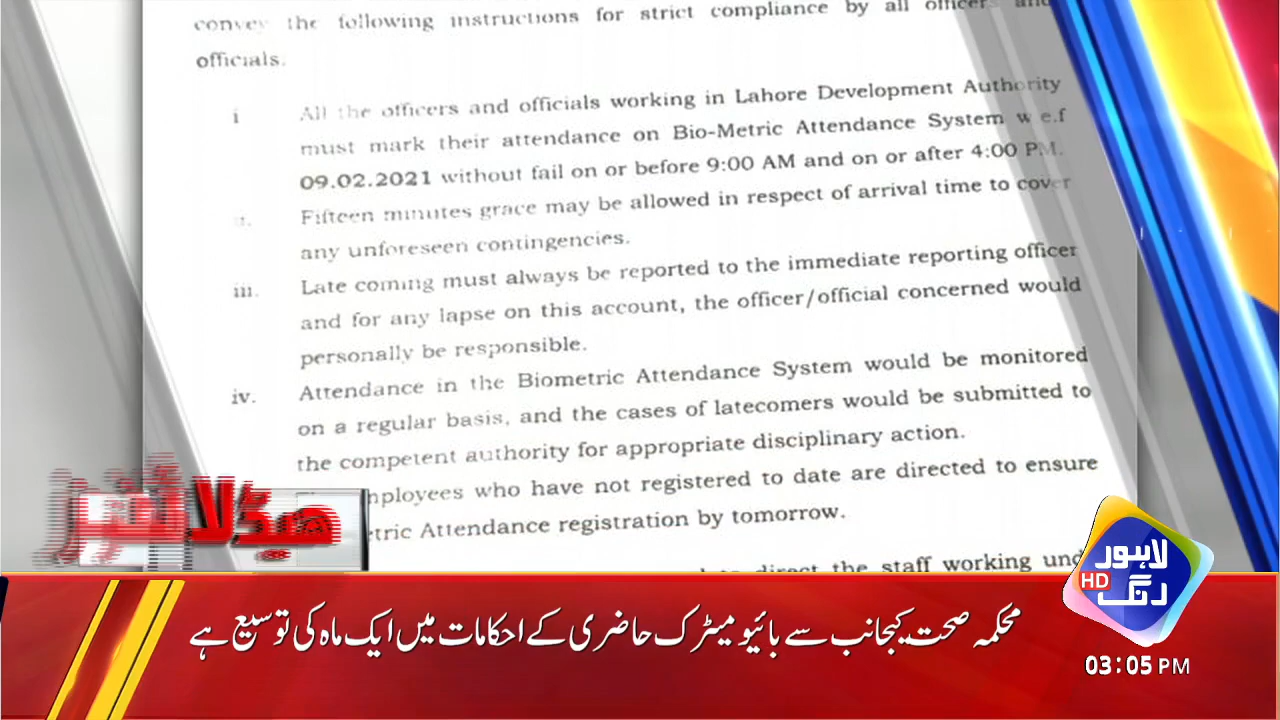 convey the following instructions for strict compliance by all officers and
officials.
i All the officers and officials working in Lahore Development Authority
must mark their attendance on Bio-Metric Attendance System w.e.f
09.02.2021 without fail on or before 9:00 AM and on or after 4:00 PM.
ii. Fifteen minutes grace may be allowed in respect of arrival time to cover
any unforeseen contingencies.
iii. Late coming must always be reported to the immediate reporting officer
and for any lapse on this account, the officer/official concerned would
personally be responsible.
iv. Attendance in the Biometric Attendance System would be monitored
on a regular basis, and the cases of latecomers would be submitted to
the competent authority for appropriate disciplinary action.
mployees who have not registered to date are directed to ensure
tric Attendance registration by tomorrow.
direct the staff working und
ہیڈلائنز
لاہور
رنگ HD
محکمہ صحت کیجانب سے بائیومیٹرک حاضری کے احکامات میں ایک ماہ کی توسیع ہے
03:05 PM